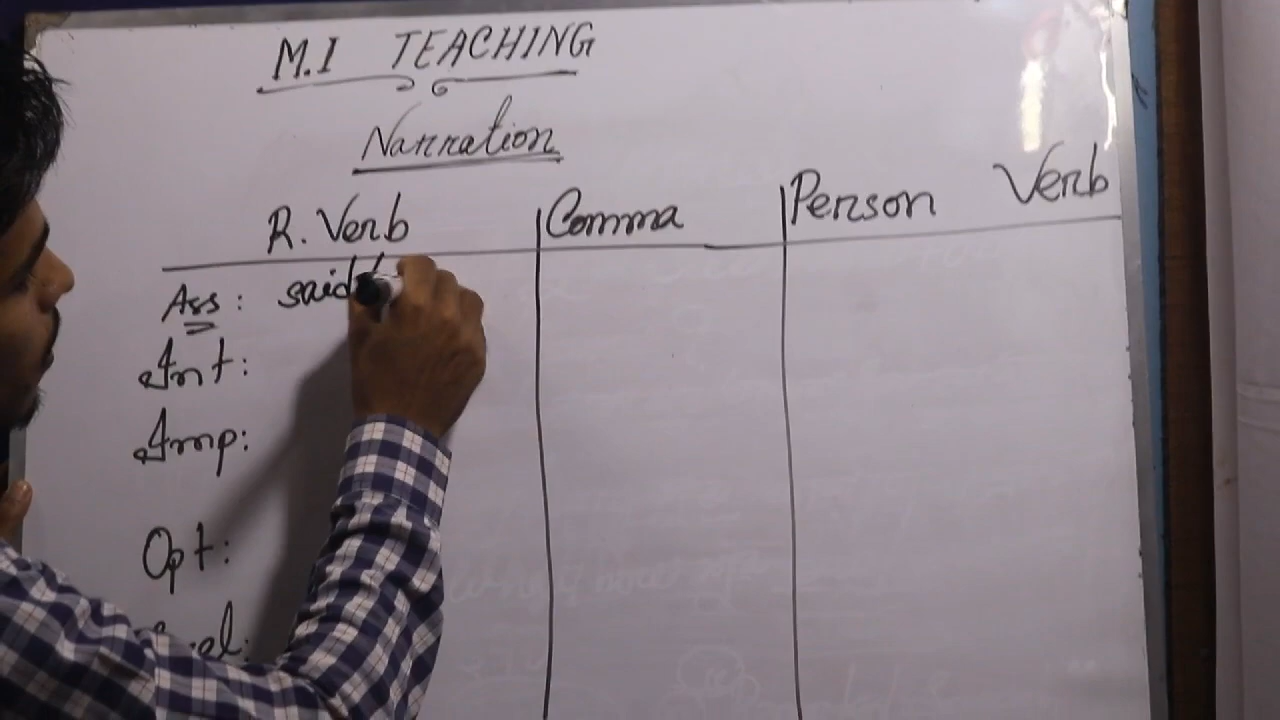 M.I TEACHING
Narration
R. Verb Comma Person Verb
Ass: said
Int:
Imp:
Opt: